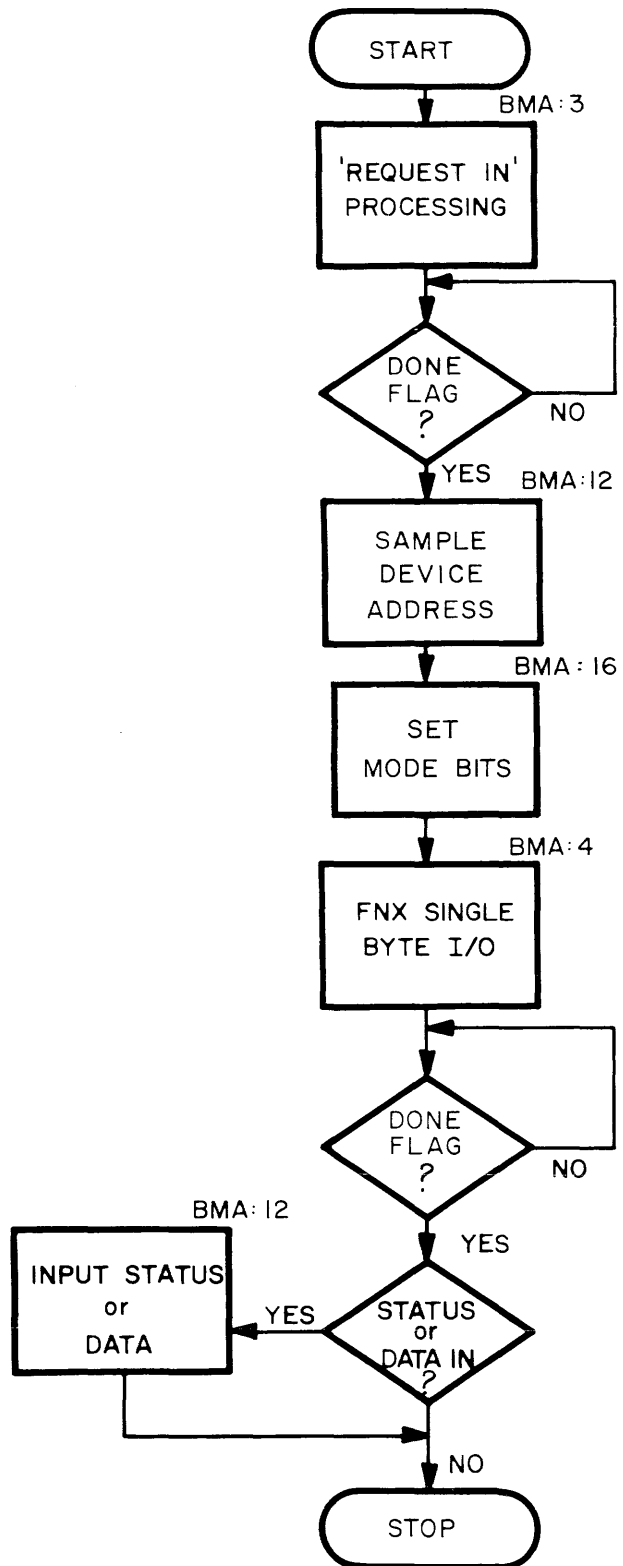 START
BMA:3
'REQUEST IN'
PROCESSING
DONE
FLAG
?
NO
YES
BMA:12
SAMPLE
DEVICE
ADDRESS
BMA:16
SET
MODE BITS
BMA:4
FNX SINGLE
BYTE I/O
DONE
FLAG
?
NO
YES
BMA:12
INPUT STATUS
or
DATA
YES
STATUS
or
DATA IN
?
NO
STOP